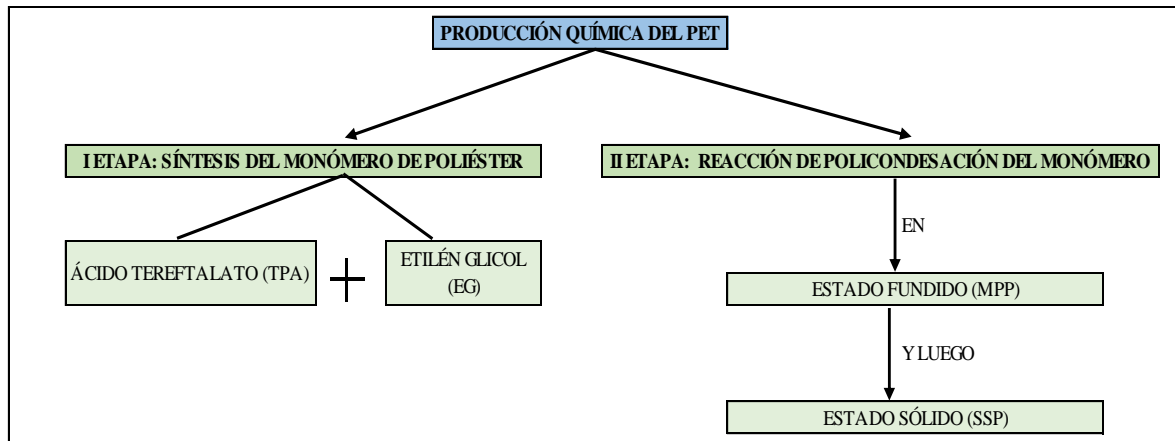 PRODUCCIÓN QUÍMICA DEL PET
I ETAPA: SÍNTESIS DEL MONÓMERO DE POLIÉSTER
ÁCIDO TEREFTALATO (TPA)
+
ETILÉN GLICOL
(EG)
II ETAPA: REACCIÓN DE POLICONDESACIÓN DEL MONÓMERO
EN
ESTADO FUNDIDO (MPP)
Y LUEGO
ESTADO SÓLIDO (SSP)